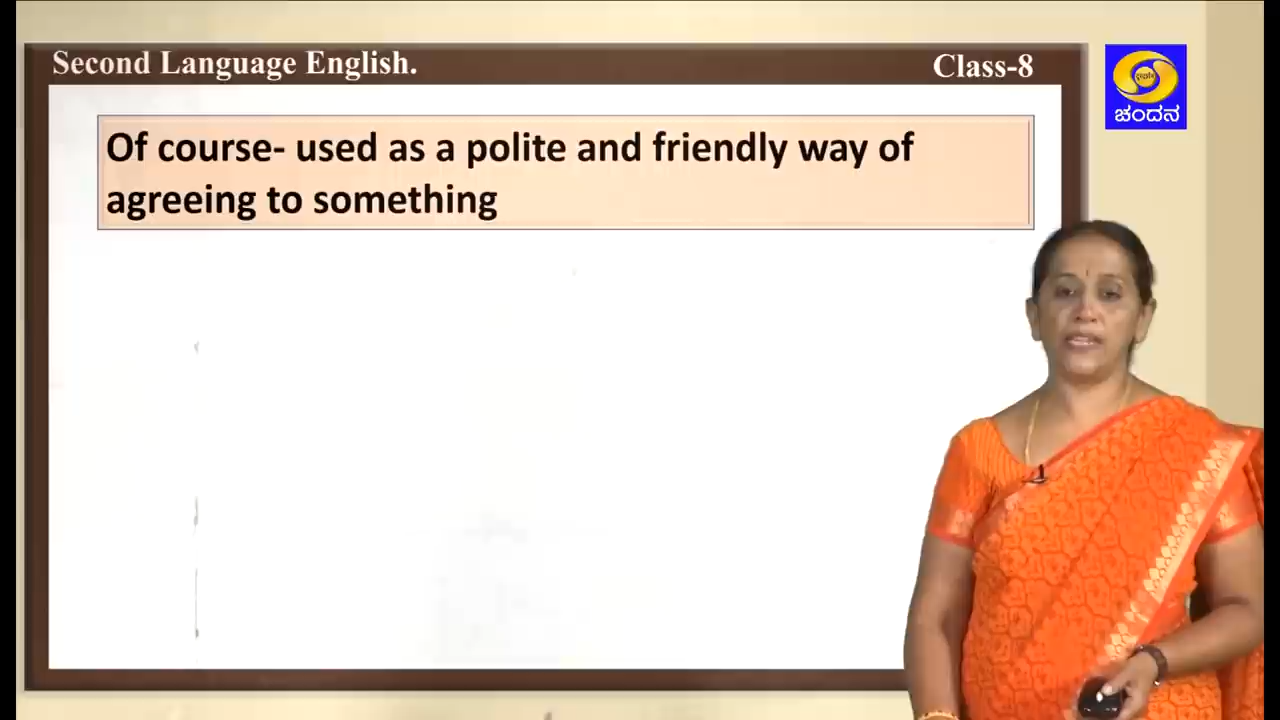 Second Language English.
Class-8
ಚಂದನ
Of course- used as a polite and friendly way of
agreeing to something